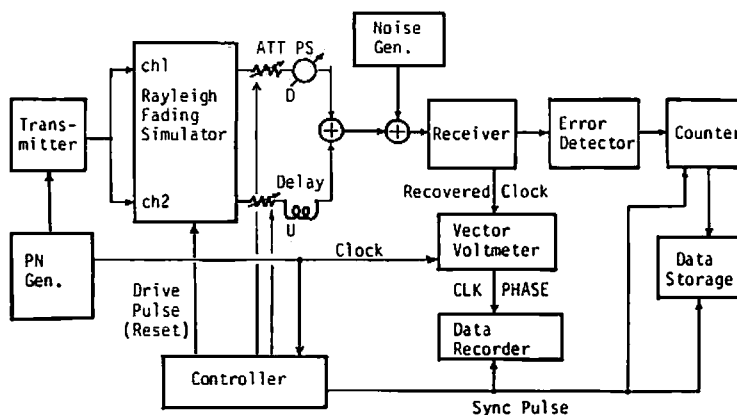 Noise
Gen.
ATT PS
ch1
D
Rayleigh
Fading
Simulator
Trans-
mitter
Receiver
Error
Detector
Counter
Delay
Recovered Clock
ch2
U
Vector
Voltmeter
PN
Gen.
Clock
Data
Storage
Drive
Pulse
(Reset)
CLK PHASE
Data
Recorder
Controller
Sync Pulse